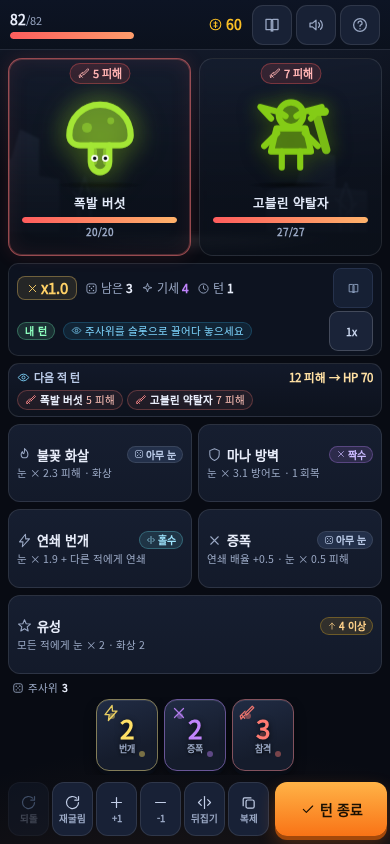 82/82
60
5 피해
7 피해
폭발 버섯
고블린 약탈자
20/20
27/27
x1.0 남은 3 기세 4 턴 1
내 턴 주사위를 슬롯으로 끌어다 놓으세요
1x
다음 적 턴 12 피해 → HP 70
폭발 버섯 5 피해 고블린 약탈자 7 피해
불꽃 화살 아무 눈
눈 × 2.3 피해 · 화상
마나 방벽 짝수
눈 × 3.1 방어도 · 1 회복
연쇄 번개 홀수
눈 × 1.9 + 다른 적에게 연쇄
증폭 아무 눈
연쇄 배율 +0.5 · 눈 × 0.5 피해
유성 4 이상
모든 적에게 눈 × 2 · 화상 2
주사위 3
2 2 3
번개 증폭 참격
되돌 재굴림 +1 -1 뒤집기 복제 턴 종료